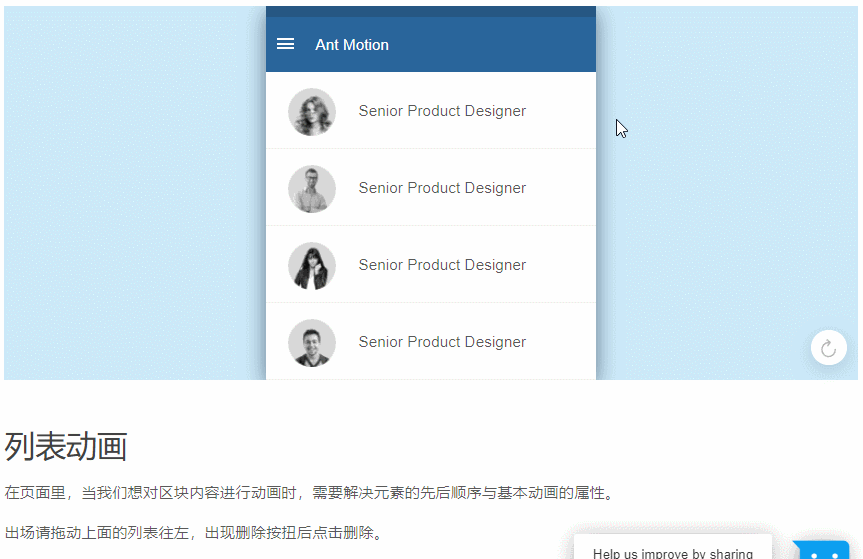 Ant Motion
Senior Product Designer
Senior Product Designer
Senior Product Designer
Senior Product Designer
列表动画
在页面里，当我们想对区块内容进行动画时，需要解决元素的先后顺序与基本动画的属性。
出场请拖动上面的列表往左，出现删除按扭后点击删除。
Help us improve by sharing